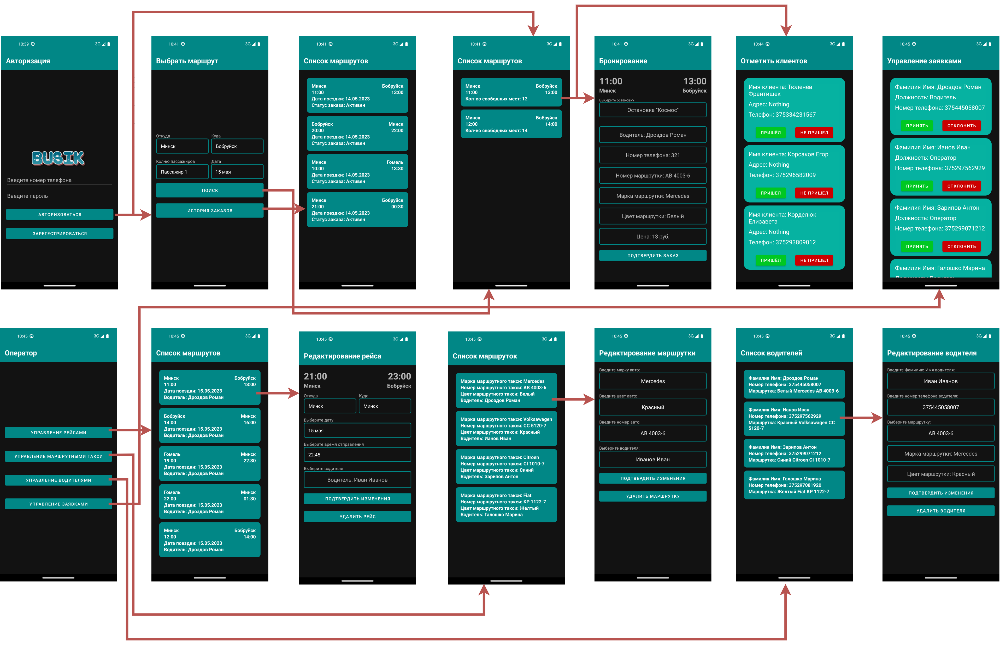 10:39
3G
Авторизация
BUSIK
Введите номер телефона
Введите пароль
АВТОРИЗОВАТЬСЯ
ЗАРЕГЕСТРИРОВАТЬСЯ
10:41
3G
Выбрать маршрут
Откуда
Куда
Минск
Бобруйск
Кол-во пассажиров
Дата
Пассажир 1
15 мая
ПОИСК
ИСТОРИЯ ЗАКАЗОВ
10:41
3G
Список маршрутов
Минск Бобруйск
11:00 13:00
Дата поездки: 14.05.2023
Статус заказа: Активен
Бобруйск Минск
20:00 22:00
Дата поездки: 14.05.2023
Статус заказа: Активен
Минск Гомель
10:00 13:30
Дата поездки: 14.05.2023
Статус заказа: Активен
Минск Бобруйск
21:00 00:30
Дата поездки: 14.05.2023
Статус заказа: Активен
10:41
3G
Список маршрутов
Минск Бобруйск
11:00 13:00
Кол-во свободных мест: 12
Минск Бобруйск
12:00 14:00
Кол-во свободных мест: 14
10:41
3G
Бронирование
11:00 13:00
Минск Бобруйск
Выберите остановку
Остановка "Космос"
Водитель: Дроздов Роман
Номер телефона: 321
Номер маршрутки: AB 4003-6
Марка маршрутки: Mercedes
Цвет маршрутки: Белый
Цена: 13 руб.
ПОДТВЕРДИТЬ ЗАКАЗ
10:44
3G
Отметить клиентов
Имя клиента: Тюленев
Франтишек
Адрес: Nothing
Телефон: 375334231567
ПРИШЁЛ НЕ ПРИШЕЛ
Имя клиента: Корсаков Егор
Адрес: Nothing
Телефон: 375296582009
ПРИШЁЛ НЕ ПРИШЕЛ
Имя клиента: Корделюк
Елизавета
Адрес: Nothing
Телефон: 375293809012
ПРИШЁЛ НЕ ПРИШЕЛ
10:45
3G
Управление заявками
Фамилия Имя: Дроздов Роман
Должность: Водитель
Номер телефона: 375445058007
ПРИНЯТЬ ОТКЛОНИТЬ
Фамилия Имя: Ианов Иван
Должность: Оператор
Номер телефона: 375297562929
ПРИНЯТЬ ОТКЛОНИТЬ
Фамилия Имя: Зарипов Антон
Должность: Оператор
Номер телефона: 375299071212
ПРИНЯТЬ ОТКЛОНИТЬ
Фамилия Имя: Галошко Марина
10:45
3G
Оператор
УПРАВЛЕНИЕ РЕЙСАМИ
УПРАВЛЕНИЕ МАРШРУТНЫМИ ТАКСИ
УПРАВЛЕНИЕ ВОДИТЕЛЯМИ
УПРАВЛЕНИЕ ЗАЯВКАМИ
10:45
3G
Список маршрутов
Минск Бобруйск
11:00 13:00
Дата поездки: 15.05.2023
Водитель: Дроздов Роман
Бобруйск Минск
14:00 16:00
Дата поездки: 15.05.2023
Водитель: Дроздов Роман
Гомель Минск
19:00 22:30
Дата поездки: 15.05.2023
Водитель: Дроздов Роман
Гомель Минск
22:00 01:30
Дата поездки: 15.05.2023
Водитель: Дроздов Роман
Минск Бобруйск
12:00 14:00
Дата поездки: 15.05.2023
Водитель: Дроздов Роман
10:45
3G
Редактирование рейса
21:00 23:00
Минск Бобруйск
Откуда
Куда
Минск
Минск
Выберите дату
15 мая
Выберите время отправления
22:45
Выберите водителя
Водитель: Иван Иванов
ПОДТВЕРДИТЬ ИЗМЕНЕНИЯ
УДАЛИТЬ РЕЙС
10:45
3G
Список маршруток
Марка маршрутного такси: Mercedes
Номер маршрутного такси: AB 4003-6
Цвет маршрутного такси: Белый
Водитель: Дроздов Роман
Марка маршрутного такси: Volksawagen
Номер маршрутного такси: CC 5120-7
Цвет маршрутного такси: Красный
Водитель: Ианов Иван
Марка маршрутного такси: Citroen
Номер маршрутного такси: CI 1010-7
Цвет маршрутного такси: Синий
Водитель: Зарипов Антон
Марка маршрутного такси: Fiat
Номер маршрутного такси: KP 1122-7
Цвет маршрутного такси: Желтый
Водитель: Галошко Марина
10:45
3G
Редактирование маршрутки
Введите марку авто:
Mercedes
Введите цвет авто:
Красный
Введите номер авто:
AB 4003-6
Выберите водителя:
Иванов Иван
ПОДТВЕРДИТЬ ИЗМЕНЕНИЯ
УДАЛИТЬ МАРШРУТКУ
10:45
3G
Список водителей
Фамилия Имя: Дроздов Роман
Номер телефона: 375445058007
Маршрутка: Белый Mercedes AB 4003-6
Фамилия Имя: Ианов Иван
Номер телефона: 375297562929
Маршрутка: Красный Volksawagen CC
5120-7
Фамилия Имя: Зарипов Антон
Номер телефона: 375299071212
Маршрутка: Синий Citroen CI 1010-7
Фамилия Имя: Галошко Марина
Номер телефона: 375297081920
Маршрутка: Желтый Fiat KP 1122-7
10:45
3G
Редактирование водителя
Введите Фамилию Имя водителя:
Иван Иванов
Введите номер телефона водителя:
375445058007
Выберите маршрутку:
AB 4003-6
Марка маршрутки: Mercedes
Цвет маршрутки: Красный
ПОДТВЕРДИТЬ ИЗМЕНЕНИЯ
УДАЛИТЬ ВОДИТЕЛЯ